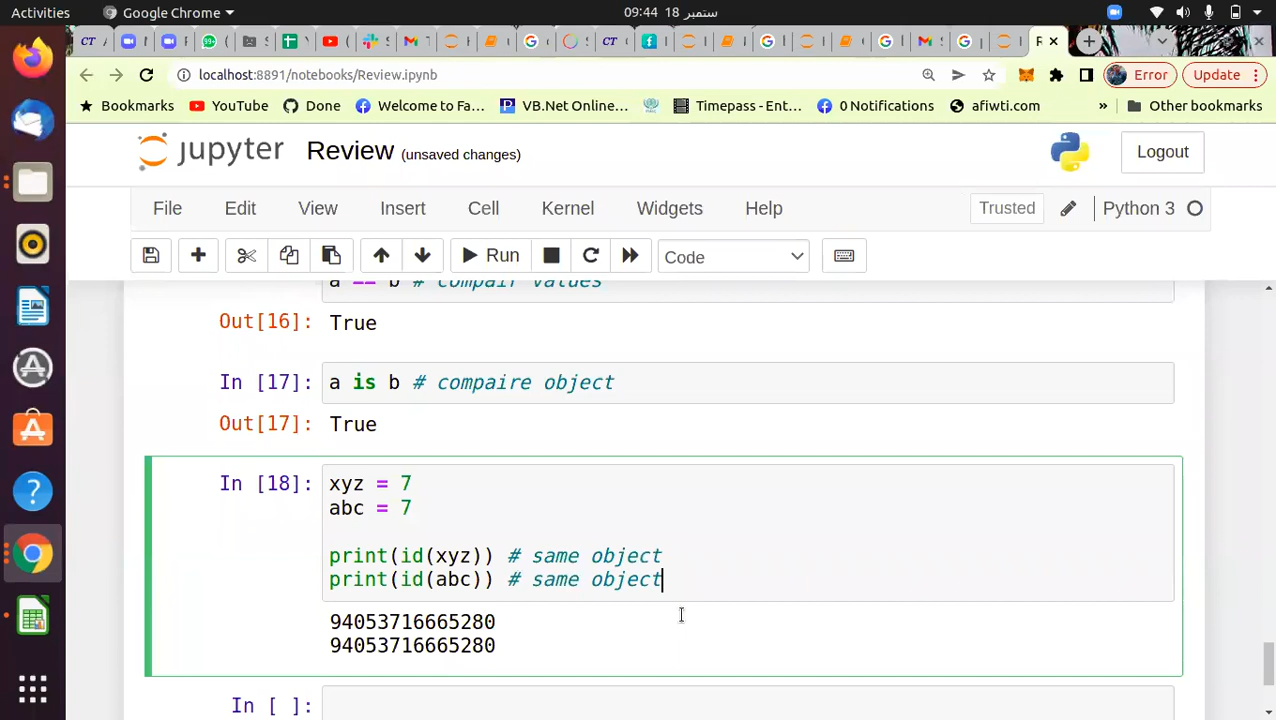 Activities Google Chrome 09:44 18 ستمبر
localhost:8891/notebooks/Review.ipynb Error Update
Bookmarks YouTube Done Welcome to Fa... VB.Net Online... Timepass - Ent... 0 Notifications afiwti.com » Other bookmarks
jupyter Review (unsaved changes) Logout
File Edit View Insert Cell Kernel Widgets Help Trusted Python 3
Run Code
a == b # compair values
Out[16]: True
In [17]: a is b # compaire object
Out[17]: True
In [18]: xyz = 7
abc = 7
print(id(xyz)) # same object
print(id(abc)) # same object
94053716665280
94053716665280
In [ ]: